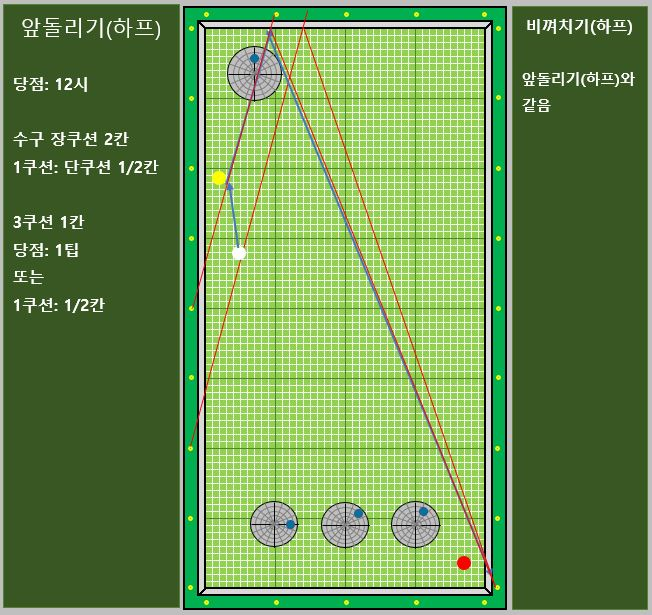 앞돌리기(하프)
당점: 12시
수구 장쿠션 2칸
1쿠션: 단쿠션 1/2칸
3쿠션 1칸
당점: 1팁
또는
1쿠션: 1/2칸
비껴치기(하프)
앞돌리기(하프)와
같음